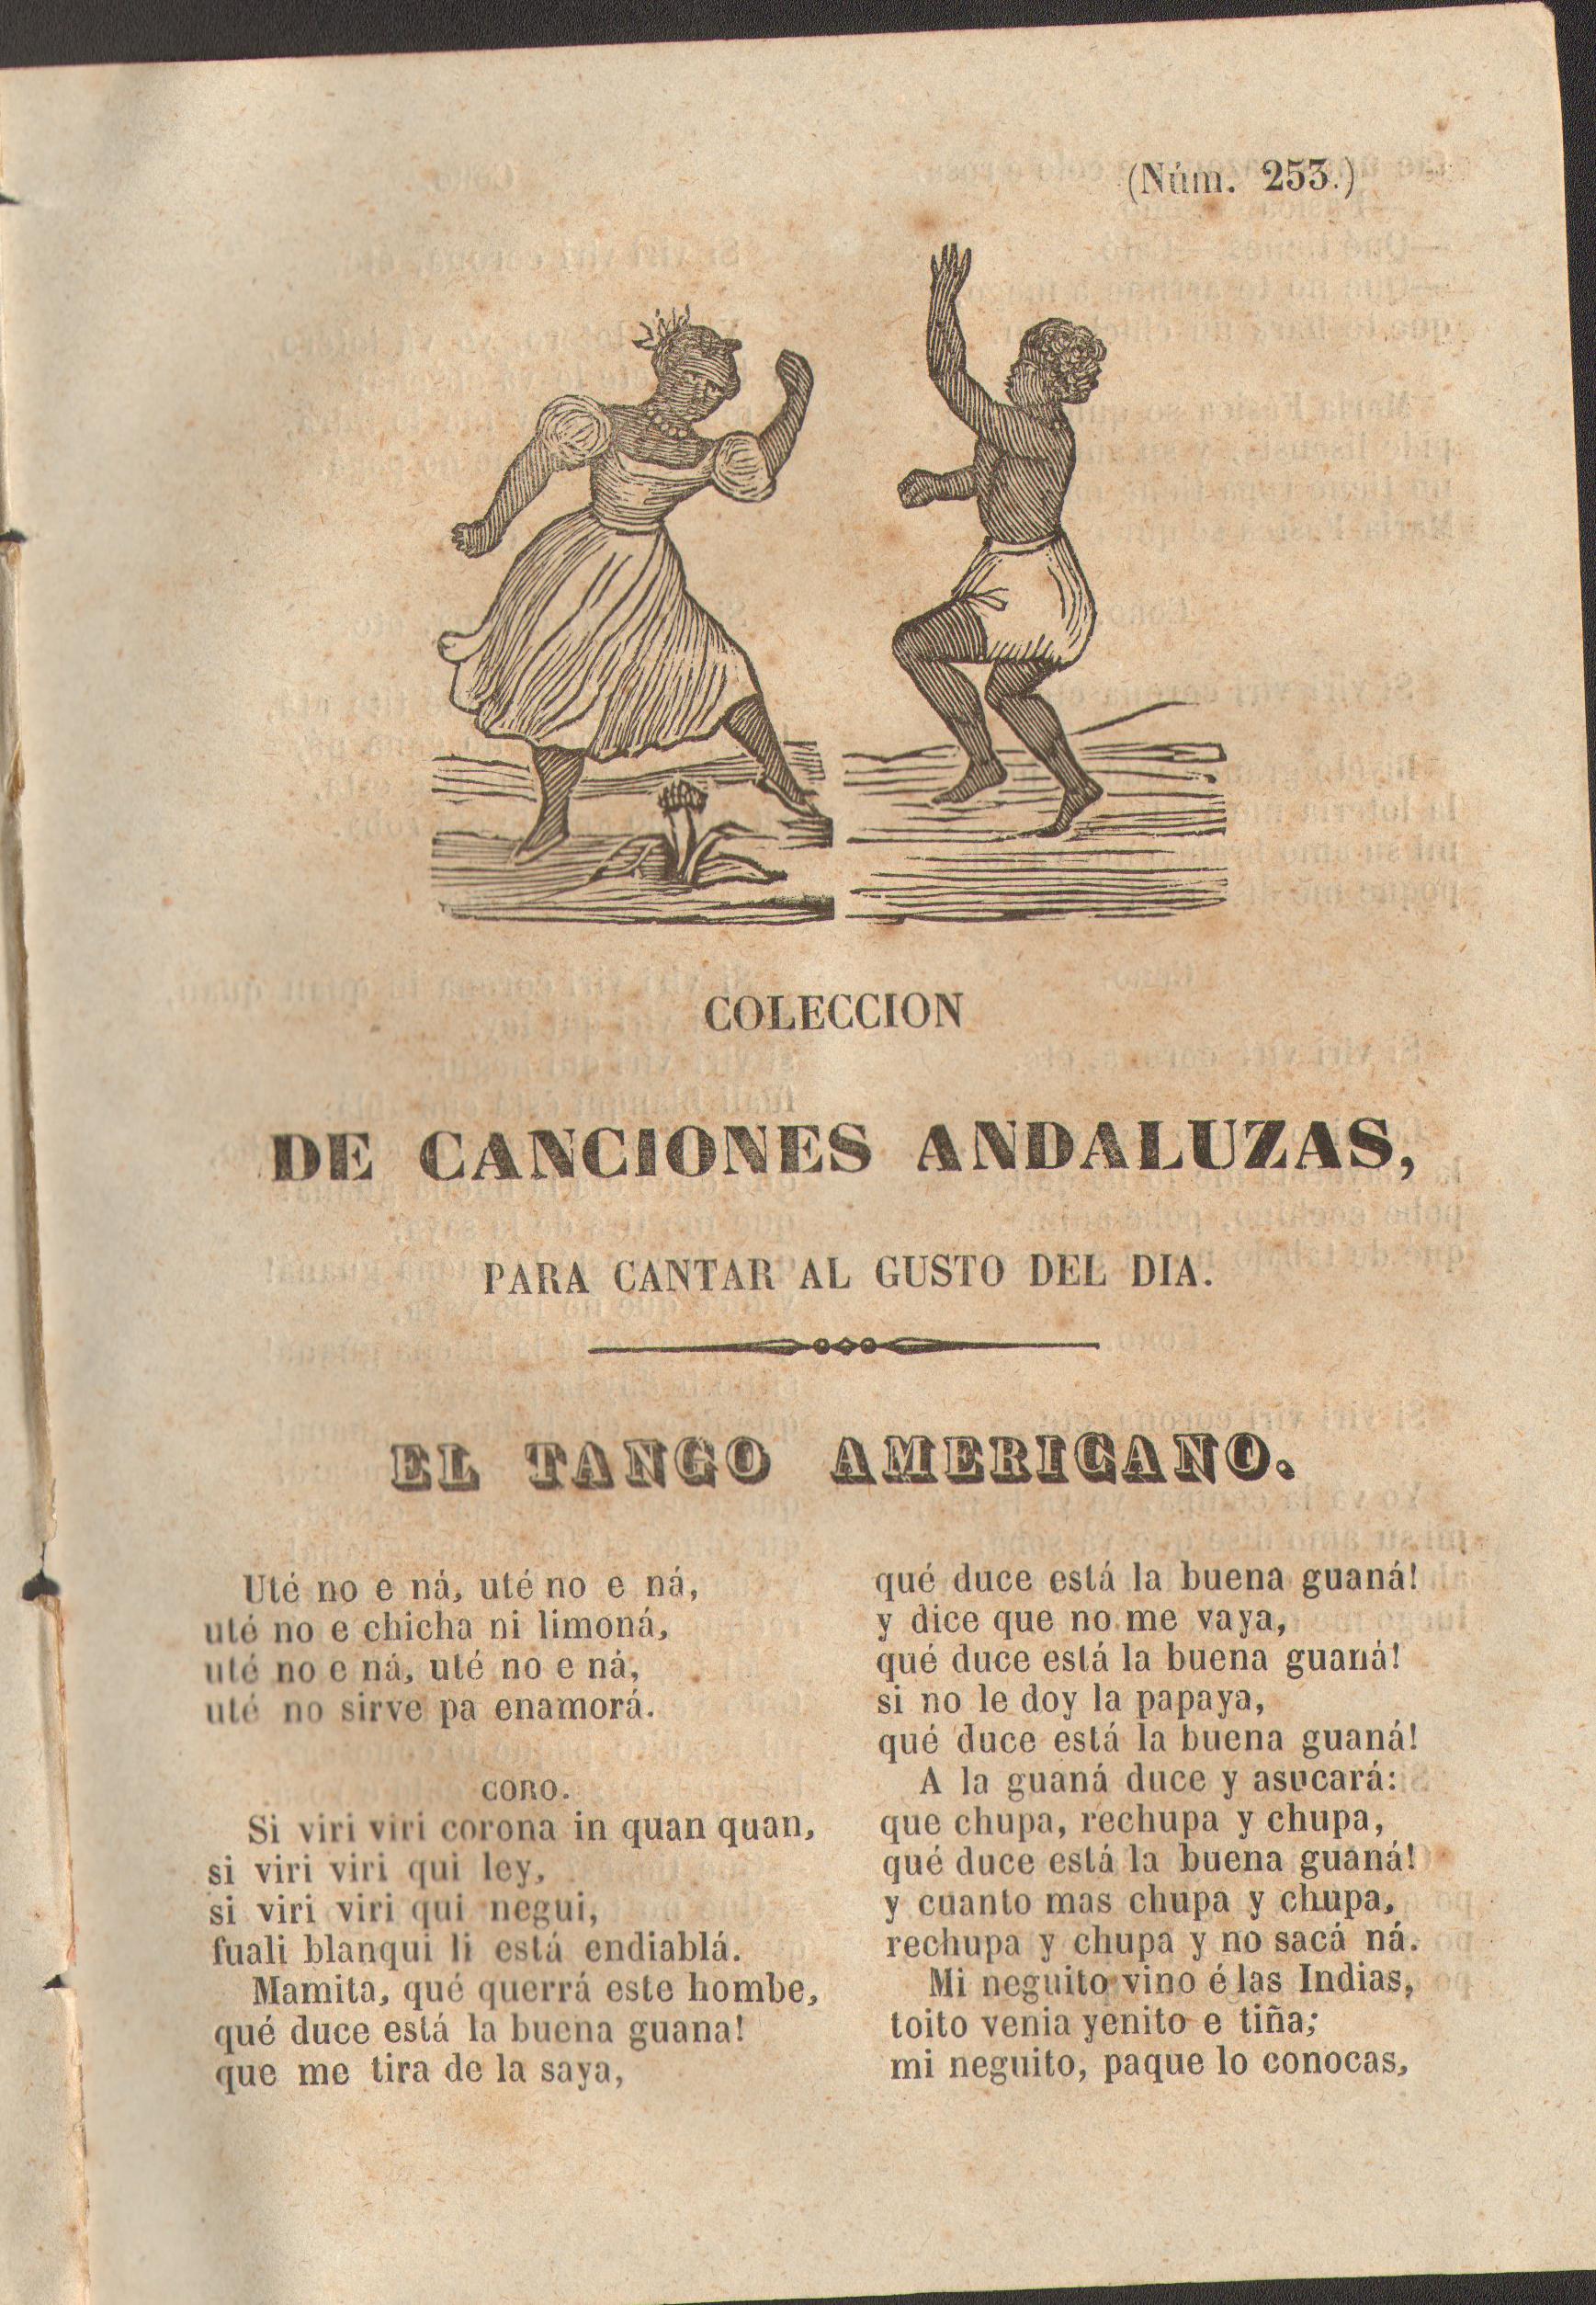 (Núm. 253.)
COLECCION
DE CANCIONES ANDALUZAS,
PARA CANTAR AL GUSTO DEL DIA.
EL TANGO AMERICANO.
Uté no e ná, uté no e ná,
uté no e chicha ni limoná,
uté no e ná, uté no e ná,
uté no sirve pa enamorá.
CORO.
Si viri viri corona in quan quan,
si viri viri qui ley,
si viri viri qui negui,
fuali blanqui li está endiablá.
Mamita, qué querrá este hombe,
qué duce está la buena guana!
que me tira de la saya,
qué duce está la buena guaná!
y dice que no me vaya,
qué duce está la buena guaná!
si no le doy la papaya,
qué duce está la buena guaná!
A la guaná duce y asucará:
que chupa, rechupa y chupa,
qué duce está la buena guaná!
y cuanto mas chupa y chupa,
rechupa y chupa y no sacá ná.
Mi neguito vino é las Indias,
toito venia yenito e tiña;
mi neguito, paque lo conocas,